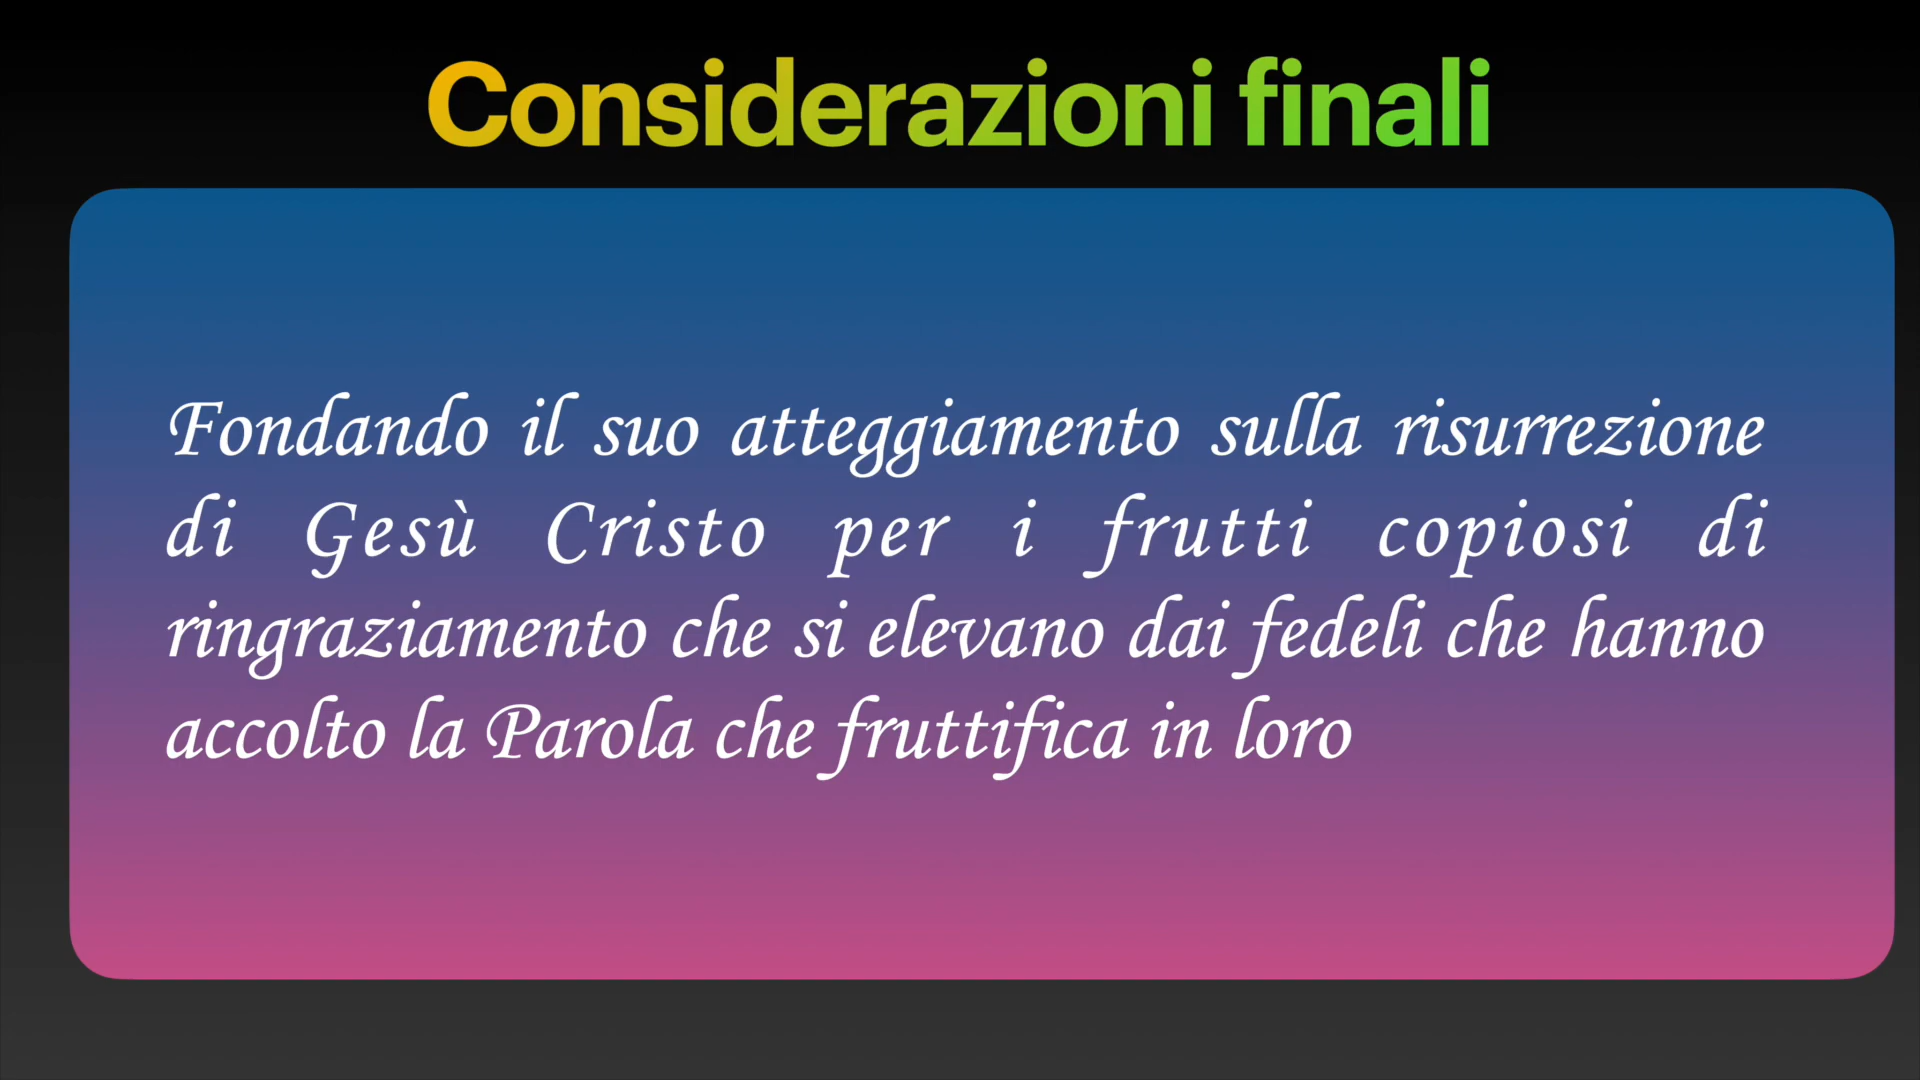 Considerazioni finali
Fondando il suo atteggiamento sulla risurrezione
di Gesù Cristo per i frutti copiosi di
ringraziamento che si elevano dai fedeli che hanno
accolto la Parola che fruttifica in loro